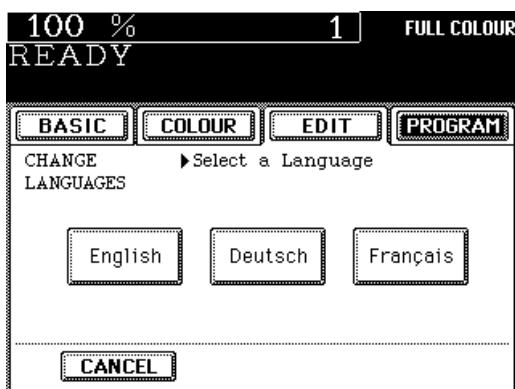 100 % 1 FULL COLOUR
READY
BASIC COLOUR EDIT PROGRAM
CHANGE LANGUAGES ▶Select a Language
English Deutsch Français
CANCEL